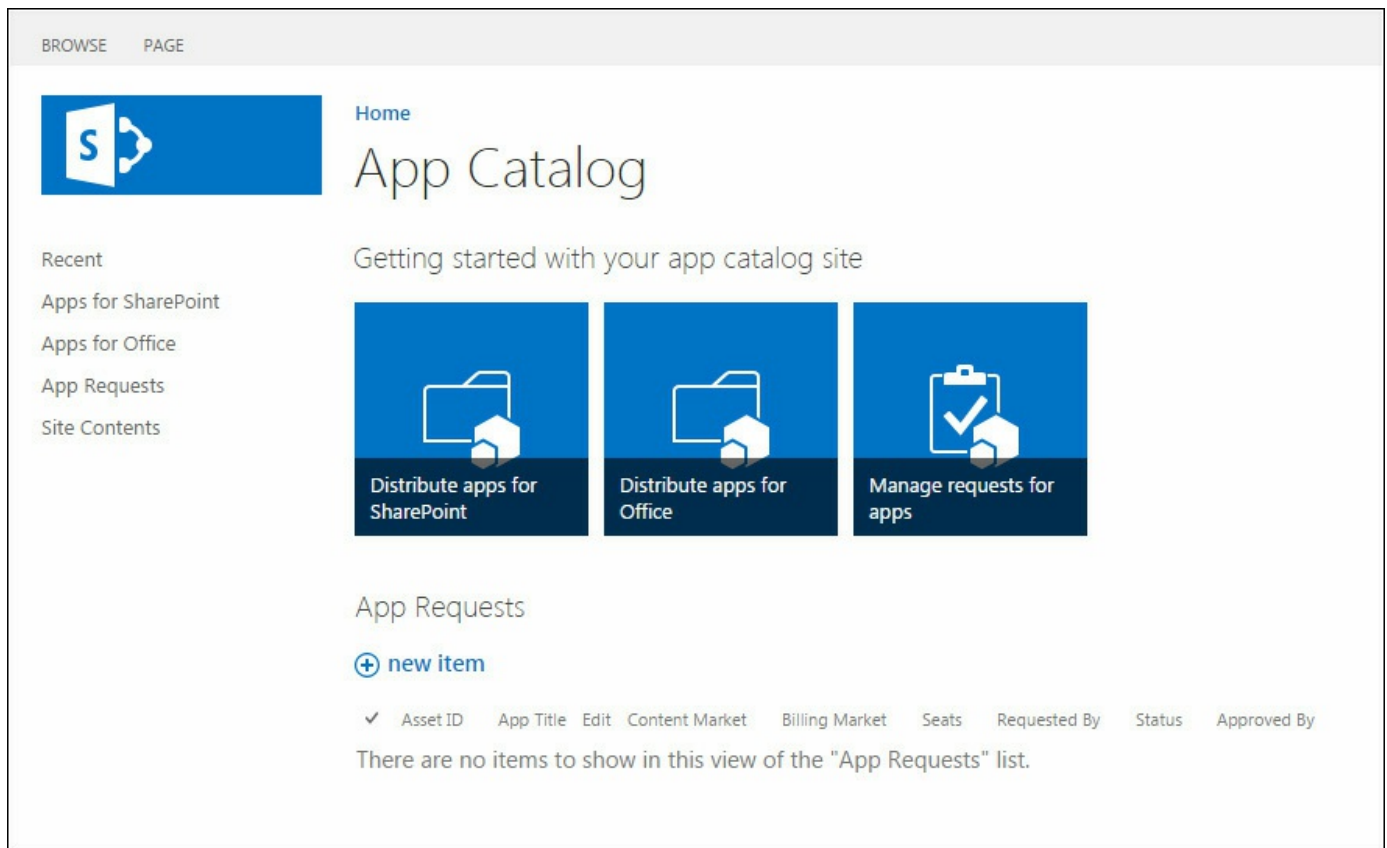 BROWSE PAGE
S
Home
App Catalog
Recent
Apps for SharePoint
Apps for Office
App Requests
Site Contents
Getting started with your app catalog site
Distribute apps for
SharePoint
Distribute apps for
Office
Manage requests for
apps
App Requests
new item
Asset ID App Title Edit Content Market Billing Market Seats Requested By Status Approved By
There are no items to show in this view of the "App Requests" list.